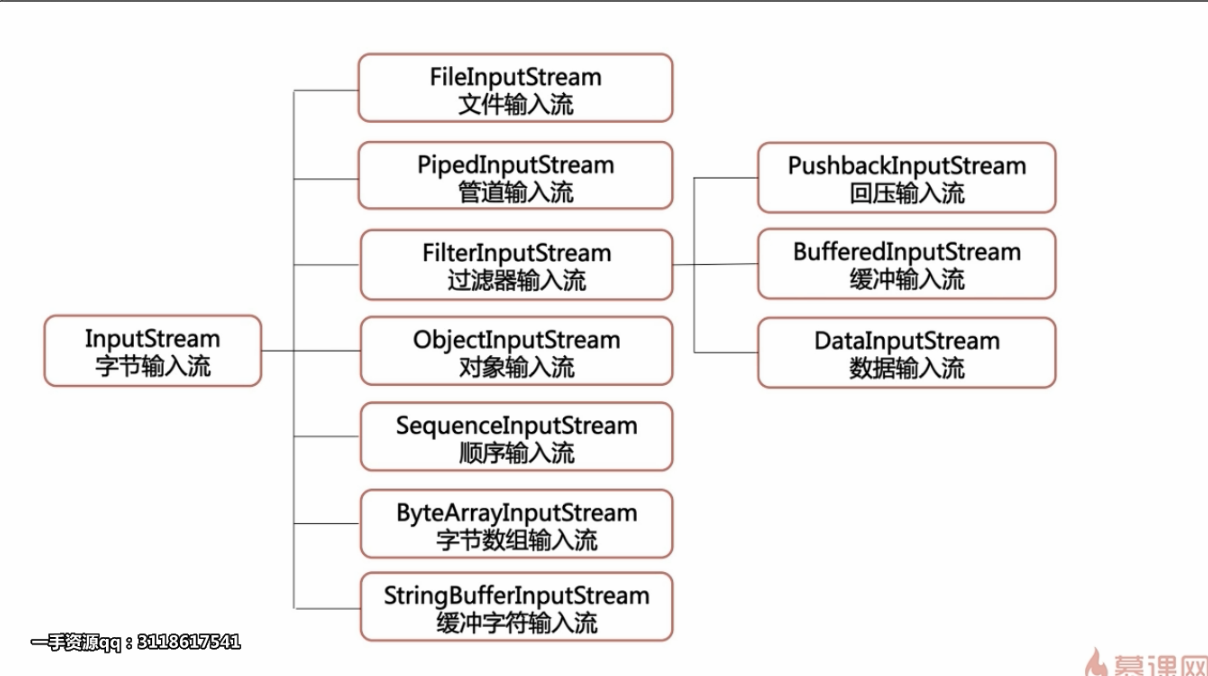 FileInputStream
文件输入流
PipedInputStream
管道输入流
PushbackInputStream
回压输入流
FilterInputStream
过滤器输入流
BufferedInputStream
缓冲输入流
InputStream
字节输入流
ObjectInputStream
对象输入流
DataInputStream
数据输入流
SequenceInputStream
顺序输入流
ByteArrayInputStream
字节数组输入流
StringBufferInputStream
缓冲字符输入流
一手资源qq：3118617541
慕课网